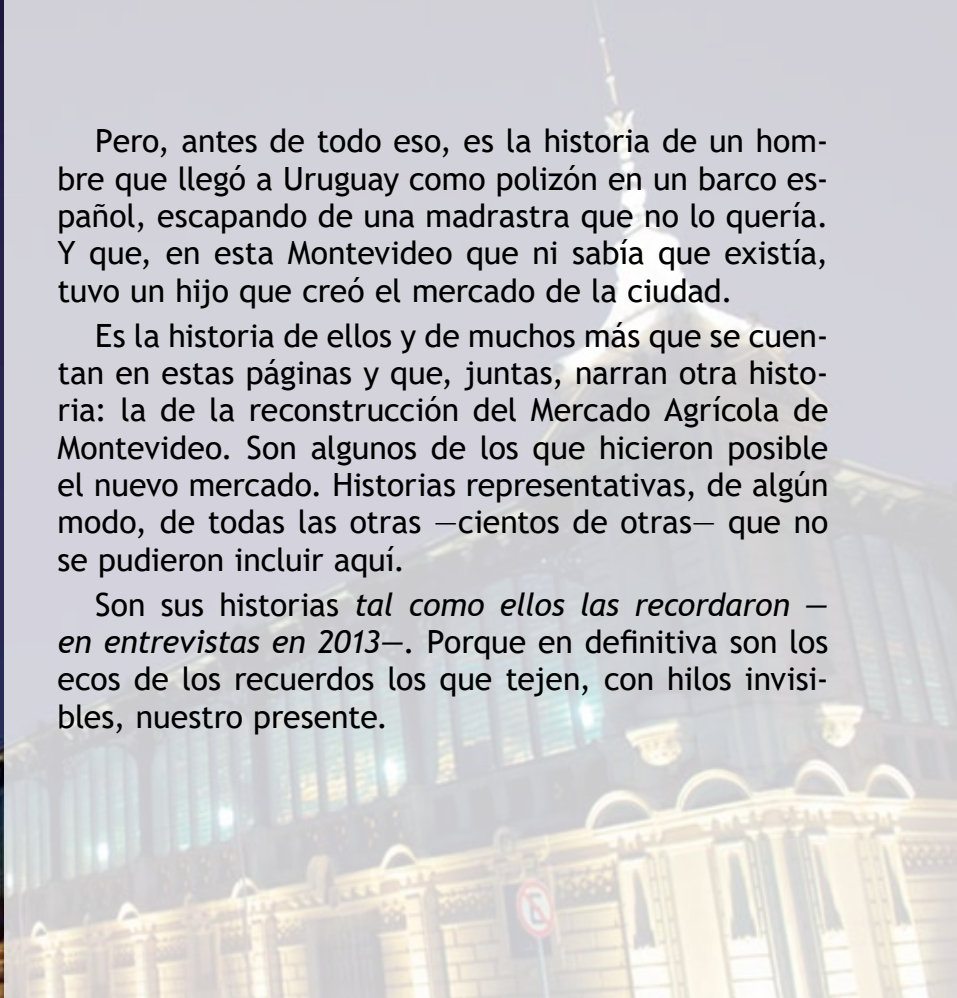 Pero, antes de todo eso, es la historia de un hom-
bre que llegó a Uruguay como polizón en un barco es-
pañol, escapando de una madrastra que no lo quería.
Y que, en esta Montevideo que ni sabía que existía,
tuvo un hijo que creó el mercado de la ciudad.
Es la historia de ellos y de muchos más que se cuen-
tan en estas páginas y que, juntas, narran otra histo-
ria: la de la reconstrucción del Mercado Agrícola de
Montevideo. Son algunos de los que hicieron posible
el nuevo mercado. Historias representativas, de algún
modo, de todas las otras —cientos de otras— que no
se pudieron incluir aquí.
Son sus historias tal como ellos las recordaron —
en entrevistas en 2013—. Porque en definitiva son los
ecos de los recuerdos los que tejen, con hilos invisi-
bles, nuestro presente.